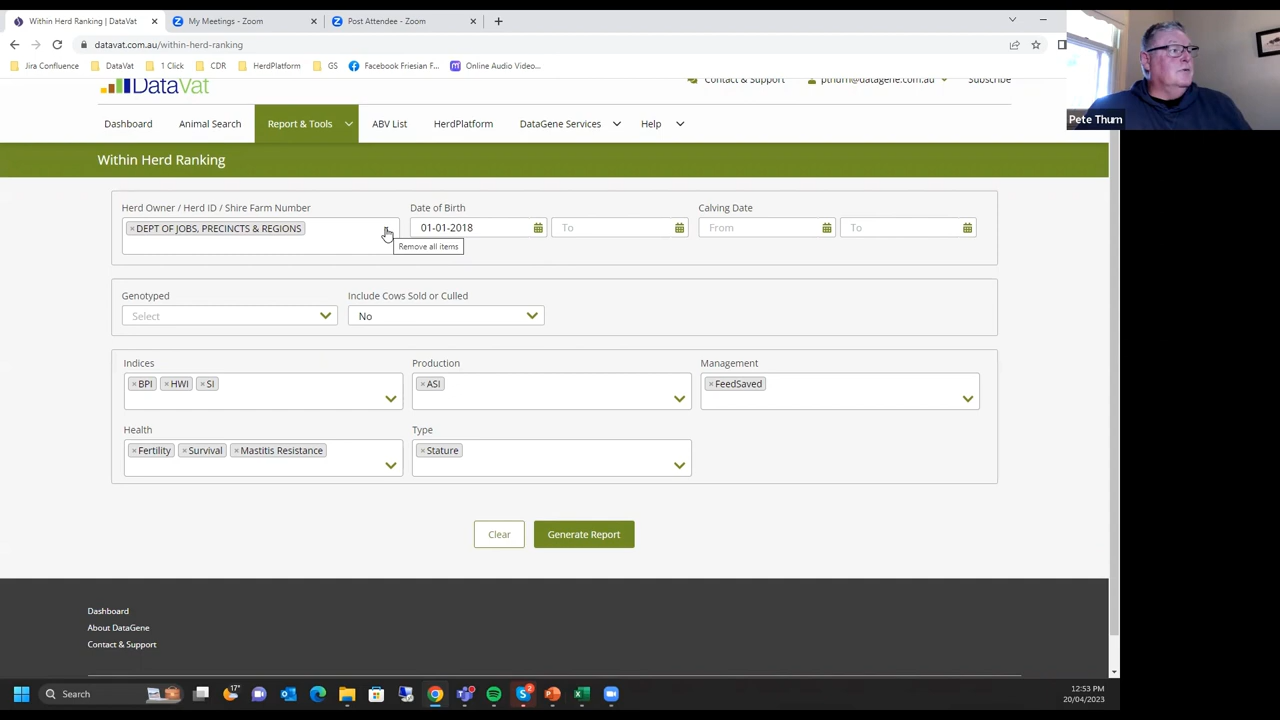 Within Herd Ranking | DataVat
My Meetings - Zoom
Post Attendee - Zoom
datavat.com.au/within-herd-ranking
Jira Confluence
DataVat
1 Click
CDR
HerdPlatform
GS
Facebook Friesian F...
Online Audio Video...
DataVat
Contact & Support
pthurn@datagene.com.au
Subscribe
Pete Thurn
Dashboard
Animal Search
Report & Tools
ABV List
HerdPlatform
DataGene Services
Help
Within Herd Ranking
Herd Owner / Herd ID / Shire Farm Number
Date of Birth
Calving Date
× DEPT OF JOBS, PRECINCTS & REGIONS
01-01-2018
To
From
To
Remove all items
Genotyped
Include Cows Sold or Culled
Select
No
Indices
Production
Management
× BPI
× HWI
× SI
× ASI
× FeedSaved
Health
Type
× Fertility
× Survival
× Mastitis Resistance
× Stature
Clear
Generate Report
Dashboard
About DataGene
Contact & Support
Search
17°
2
12:53 PM
20/04/2023